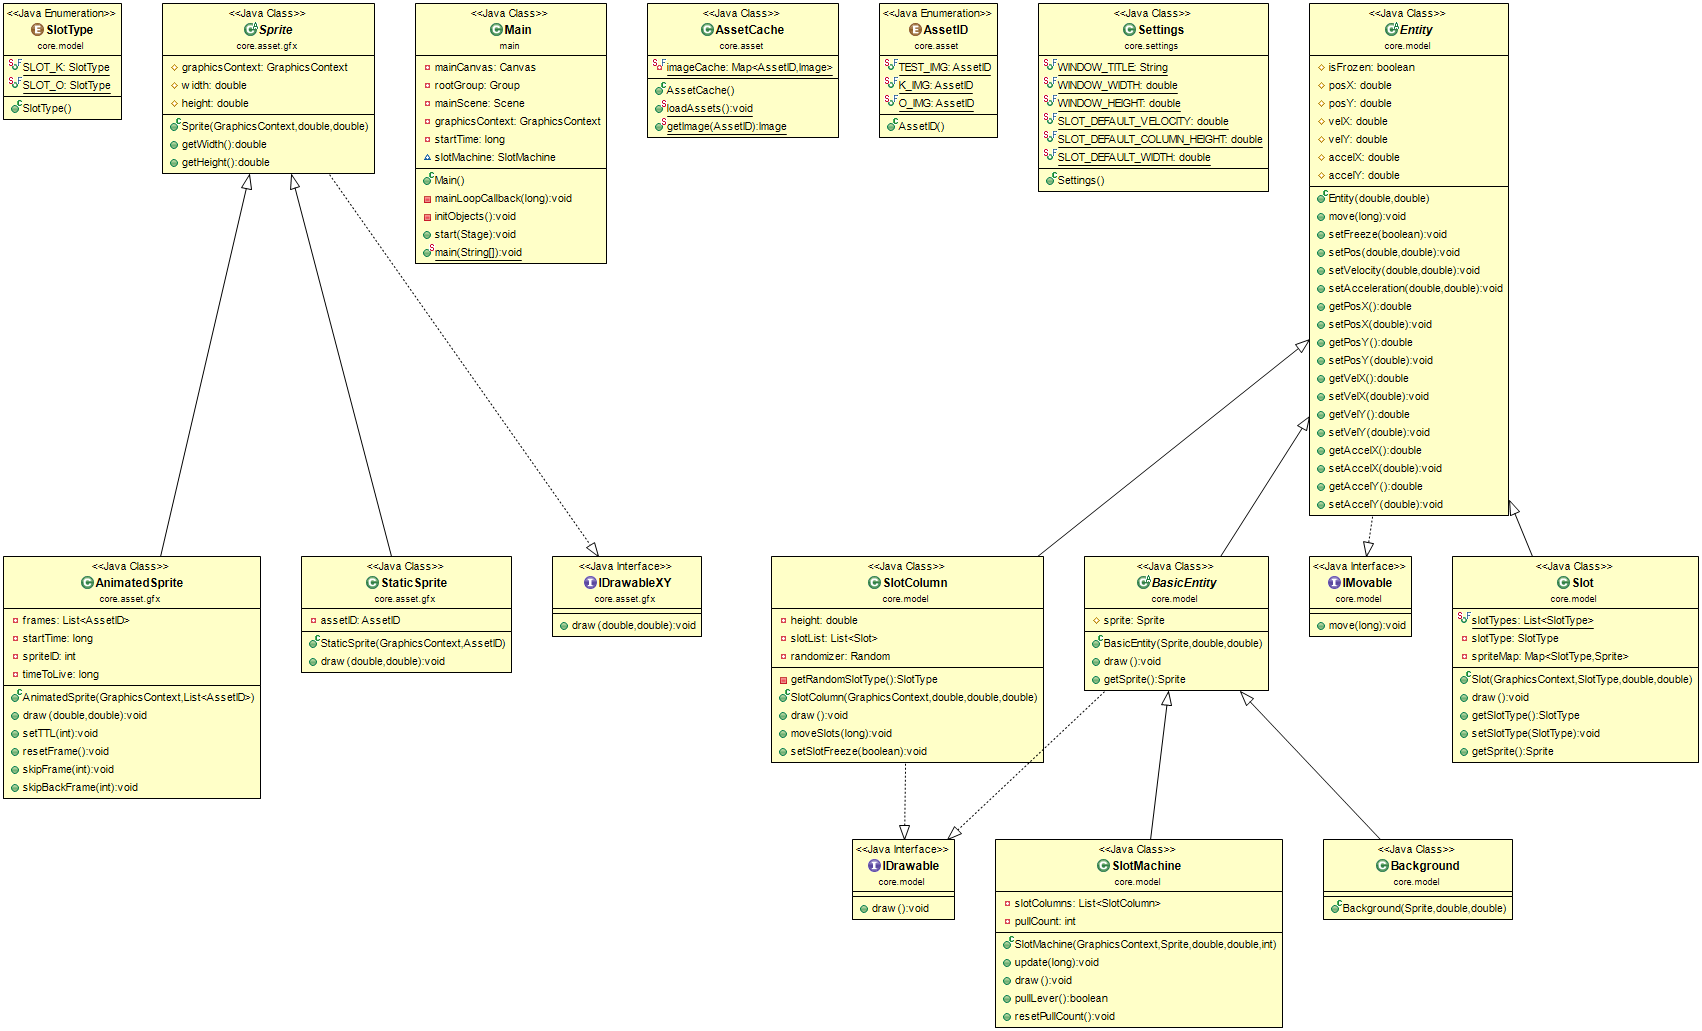 <<Java Enumeration>>
SlotType
core.model
SLOT_K: SlotType
SLOT_O: SlotType
SlotType()
<<Java Class>>
Sprite
core.asset.gfx
graphicsContext: GraphicsContext
width: double
height: double
Sprite(GraphicsContext,double,double)
getWidth():double
getHeight():double
<<Java Class>>
Main
main
mainCanvas: Canvas
rootGroup: Group
mainScene: Scene
graphicsContext: GraphicsContext
startTime: long
slotMachine: SlotMachine
Main()
mainLoopCallback(long):void
initObjects():void
start(Stage):void
main(String[]):void
<<Java Class>>
AssetCache
core.asset
imageCache: Map<AssetID,Image>
AssetCache()
loadAssets():void
getImage(AssetID):Image
<<Java Enumeration>>
AssetID
core.asset
TEST_IMG: AssetID
K_IMG: AssetID
O_IMG: AssetID
AssetID()
<<Java Class>>
Settings
core.settings
WINDOW_TITLE: String
WINDOW_WIDTH: double
WINDOW_HEIGHT: double
SLOT_DEFAULT_VELOCITY: double
SLOT_DEFAULT_COLUMN_HEIGHT: double
SLOT_DEFAULT_WIDTH: double
Settings()
<<Java Class>>
Entity
core.model
isFrozen: boolean
posX: double
posY: double
velX: double
velY: double
accelX: double
accelY: double
Entity(double,double)
move(long):void
setFreeze(boolean):void
setPos(double,double):void
setVelocity(double,double):void
setAcceleration(double,double):void
getPosX():double
setPosX(double):void
getPosY():double
setPosY(double):void
getVelX():double
setVelX(double):void
getVelY():double
setVelY(double):void
getAccelX():double
setAccelX(double):void
getAccelY():double
setAccelY(double):void
<<Java Class>>
AnimatedSprite
core.asset.gfx
frames: List<AssetID>
startTime: long
spriteID: int
timeToLive: long
AnimatedSprite(GraphicsContext,List<AssetID>)
draw(double,double):void
setTTL(int):void
resetFrame():void
skipFrame(int):void
skipBackFrame(int):void
<<Java Class>>
StaticSprite
core.asset.gfx
assetID: AssetID
StaticSprite(GraphicsContext,AssetID)
draw(double,double):void
<<Java Interface>>
IDrawableXY
core.asset.gfx
draw(double,double):void
<<Java Class>>
SlotColumn
core.model
height: double
slotList: List<Slot>
randomizer: Random
getRandomSlotType():SlotType
SlotColumn(GraphicsContext,double,double,double)
draw():void
moveSlots(long):void
setSlotFreeze(boolean):void
<<Java Class>>
BasicEntity
core.model
sprite: Sprite
BasicEntity(Sprite,double,double)
draw():void
getSprite():Sprite
<<Java Interface>>
IMovable
core.model
move(long):void
<<Java Class>>
Slot
core.model
slotTypes: List<SlotType>
slotType: SlotType
spriteMap: Map<SlotType,Sprite>
Slot(GraphicsContext,SlotType,double,double)
draw():void
getSlotType():SlotType
setSlotType(SlotType):void
getSprite():Sprite
<<Java Interface>>
IDrawable
core.model
draw():void
<<Java Class>>
SlotMachine
core.model
slotColumns: List<SlotColumn>
pullCount: int
SlotMachine(GraphicsContext,Sprite,double,double,int)
update(long):void
draw():void
pullLever():boolean
resetPullCount():void
<<Java Class>>
Background
core.model
Background(Sprite,double,double)